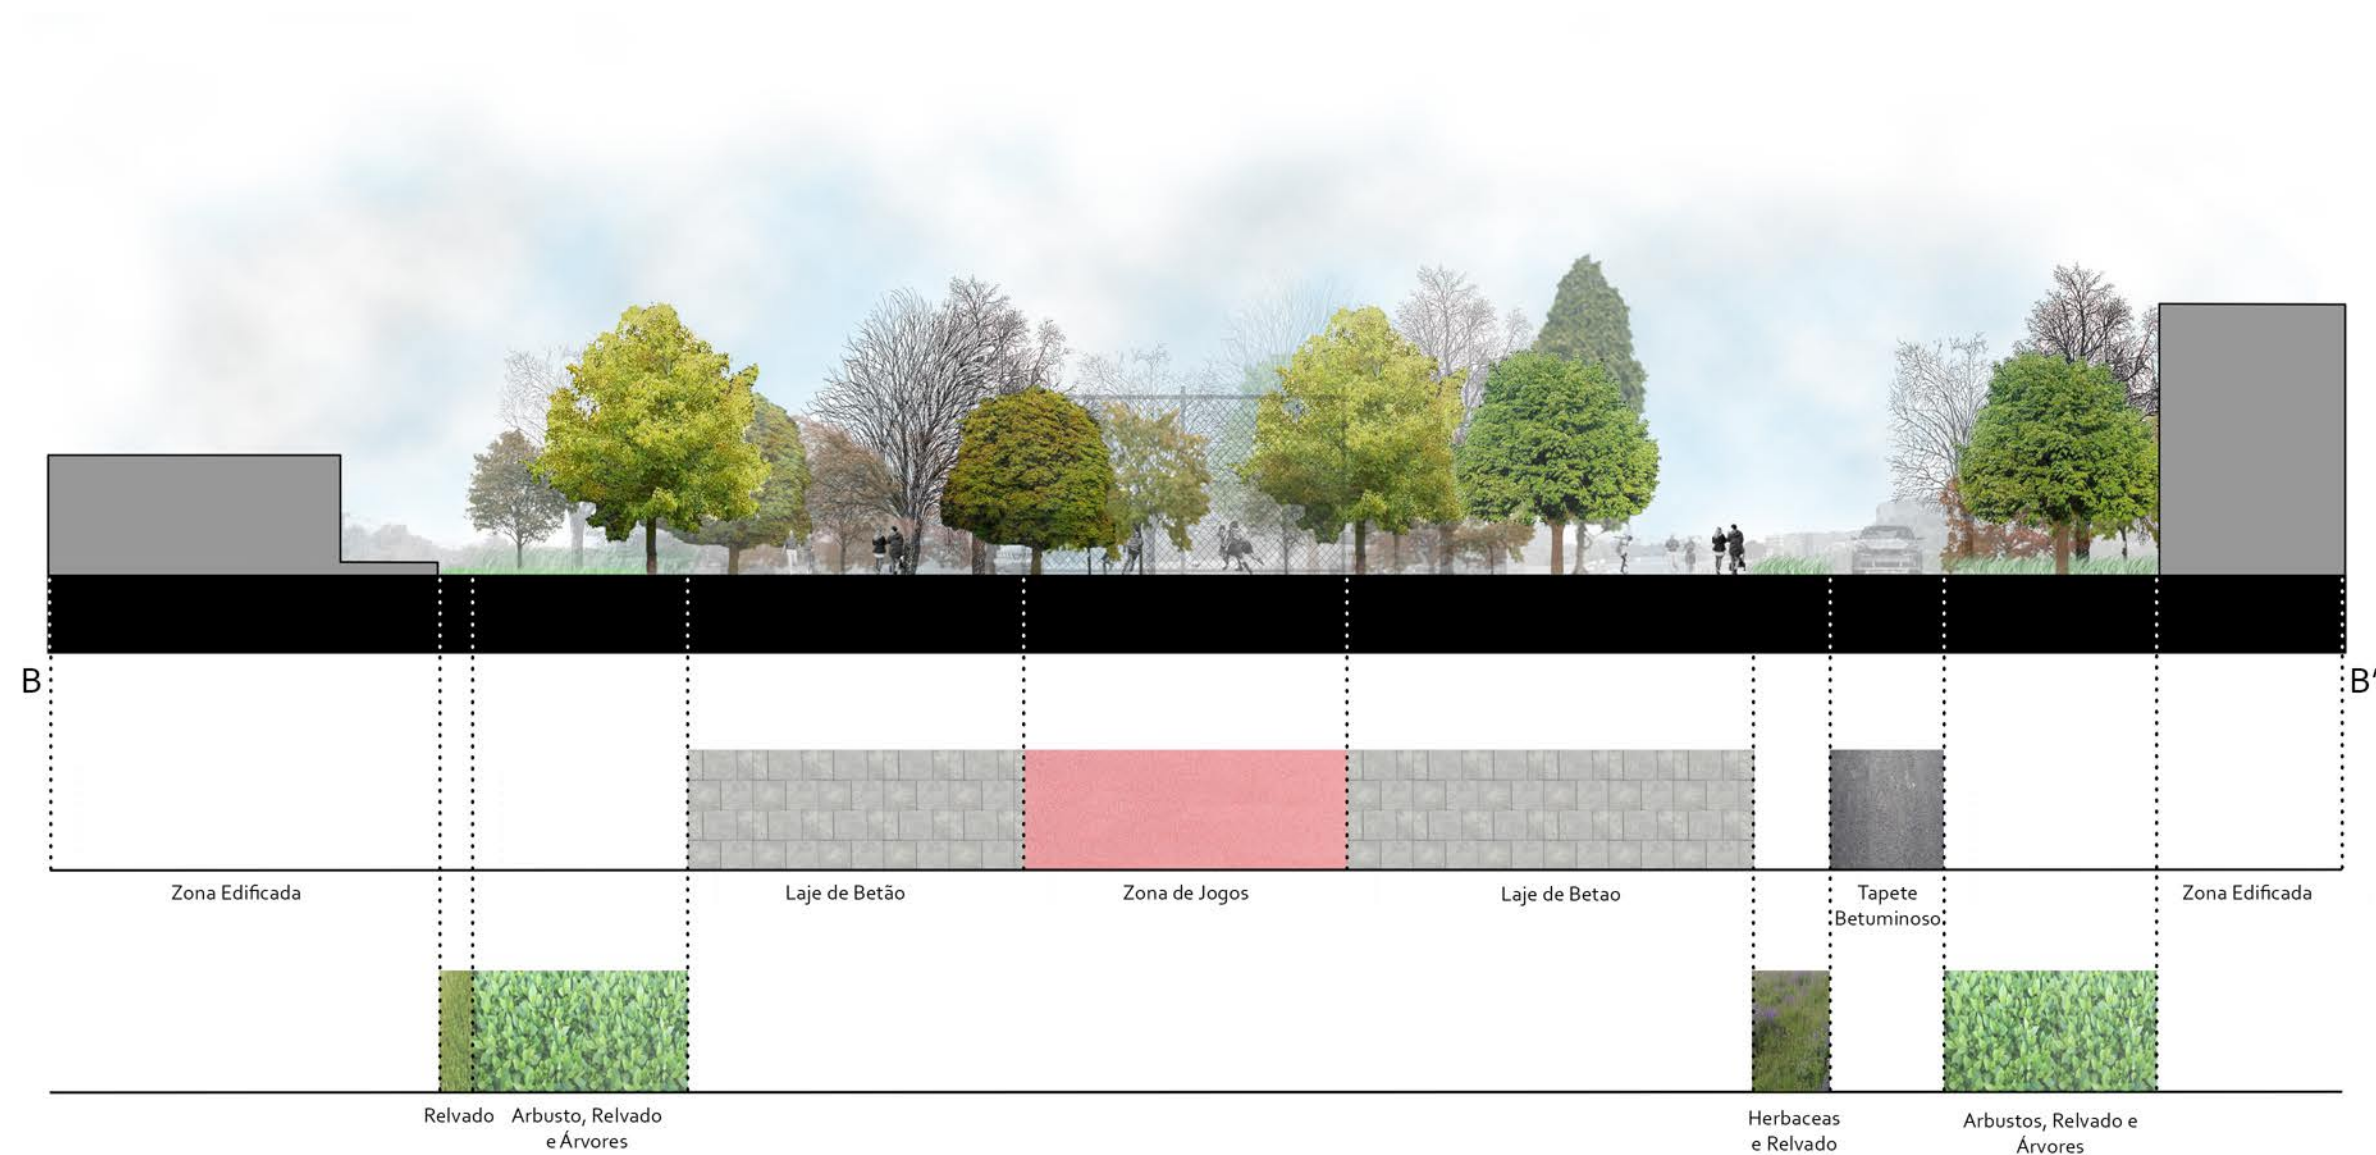 B
B'
Zona Edificada
Laje de Betão
Zona de Jogos
Laje de Betao
Tapete
Betuminoso
Zona Edificada
Relvado
Arbusto, Relvado
e Árvores
Herbaceas
e Relvado
Arbustos, Relvado e
Árvores